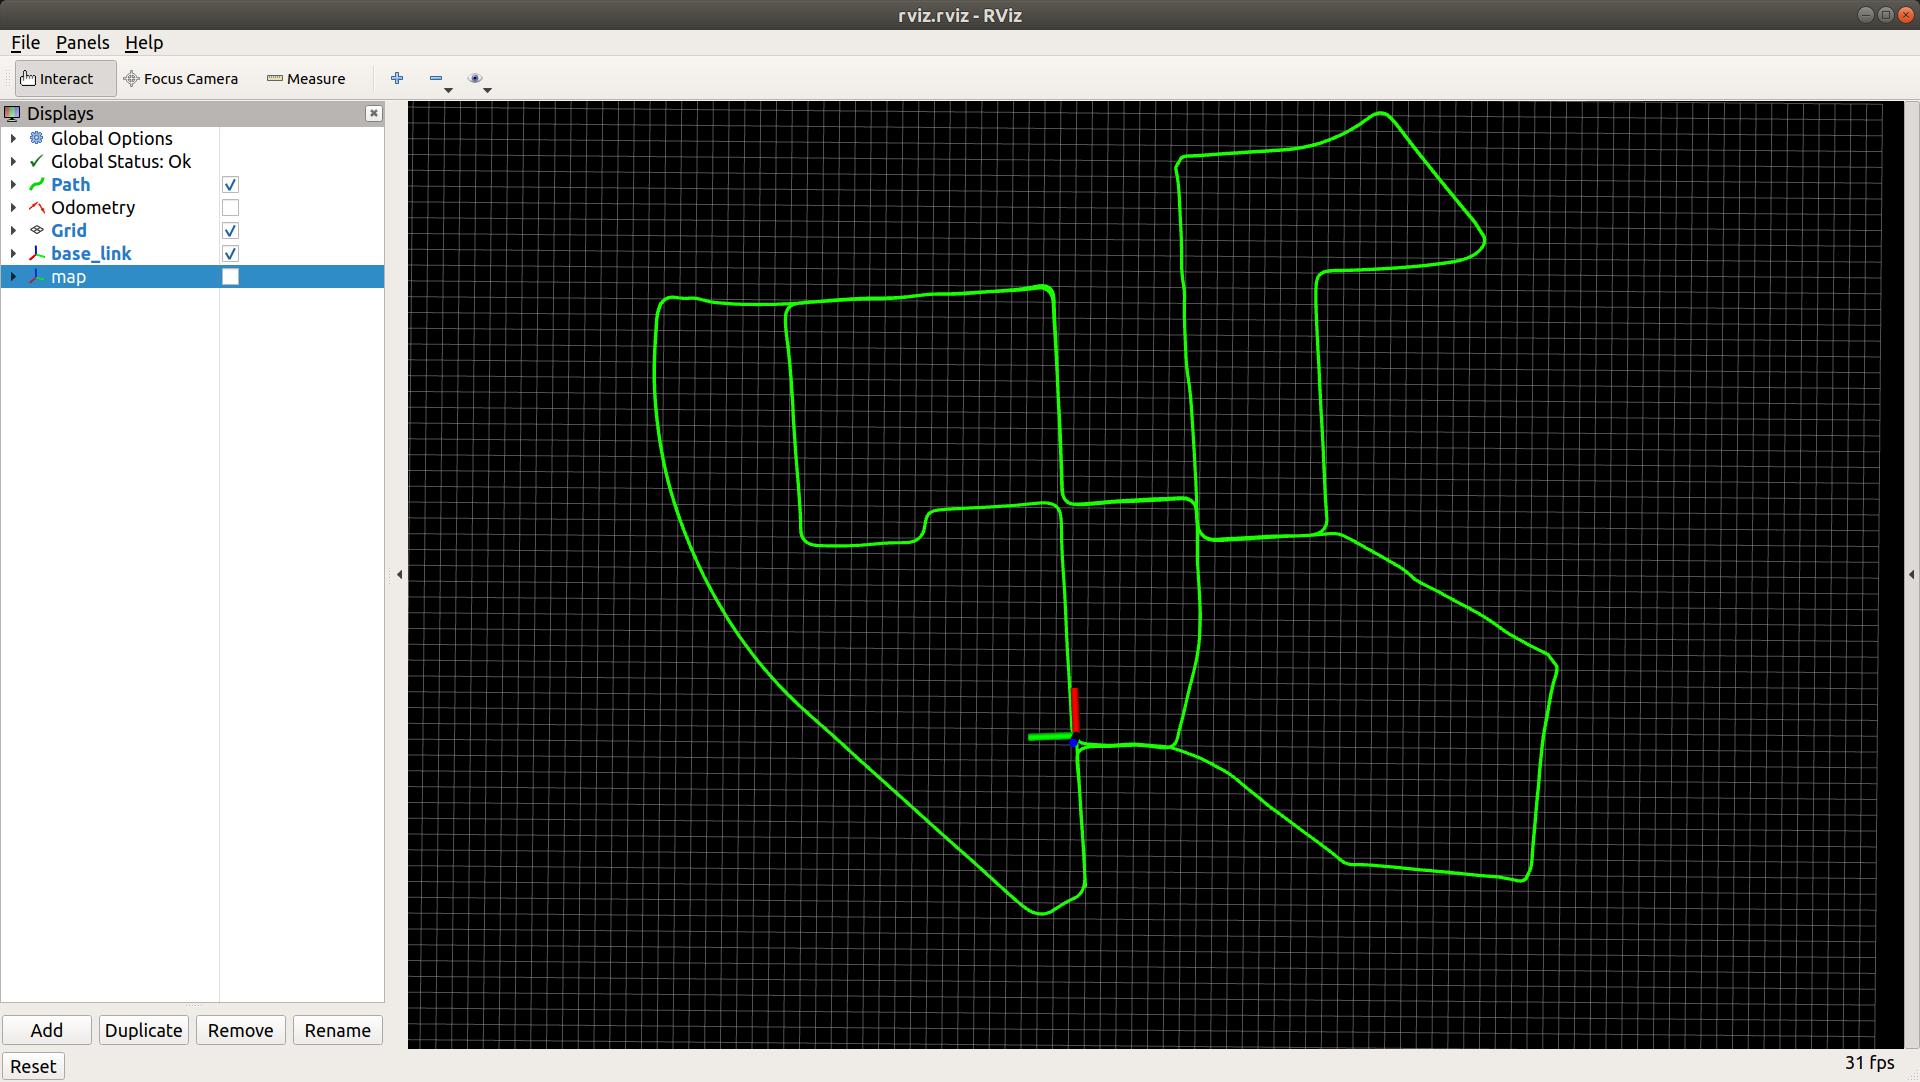 rviz.rviz - RViz
File Panels Help
Interact Focus Camera Measure
Displays
Global Options
Global Status: Ok
Path
Odometry
Grid
base_link
map
Add Duplicate Remove Rename
Reset
31 fps